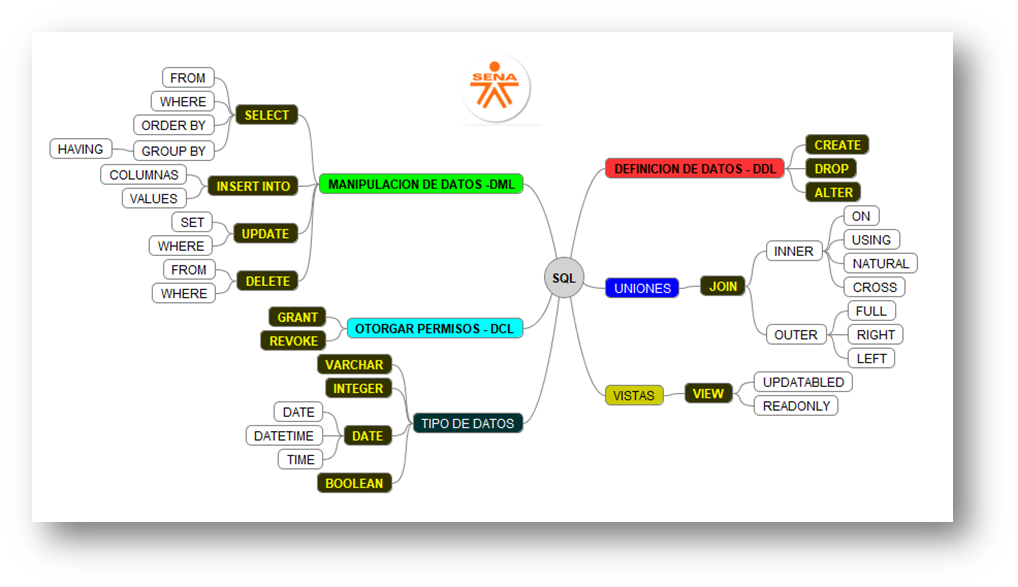 SENA
SQL
MANIPULACION DE DATOS -DML
SELECT
FROM
WHERE
ORDER BY
GROUP BY
HAVING
INSERT INTO
COLUMNAS
VALUES
UPDATE
SET
WHERE
DELETE
FROM
WHERE
OTORGAR PERMISOS - DCL
GRANT
REVOKE
TIPO DE DATOS
VARCHAR
INTEGER
DATE
DATE
DATETIME
TIME
BOOLEAN
DEFINICION DE DATOS - DDL
CREATE
DROP
ALTER
UNIONES
JOIN
INNER
ON
USING
NATURAL
CROSS
OUTER
FULL
RIGHT
LEFT
VISTAS
VIEW
UPDATABLED
READONLY